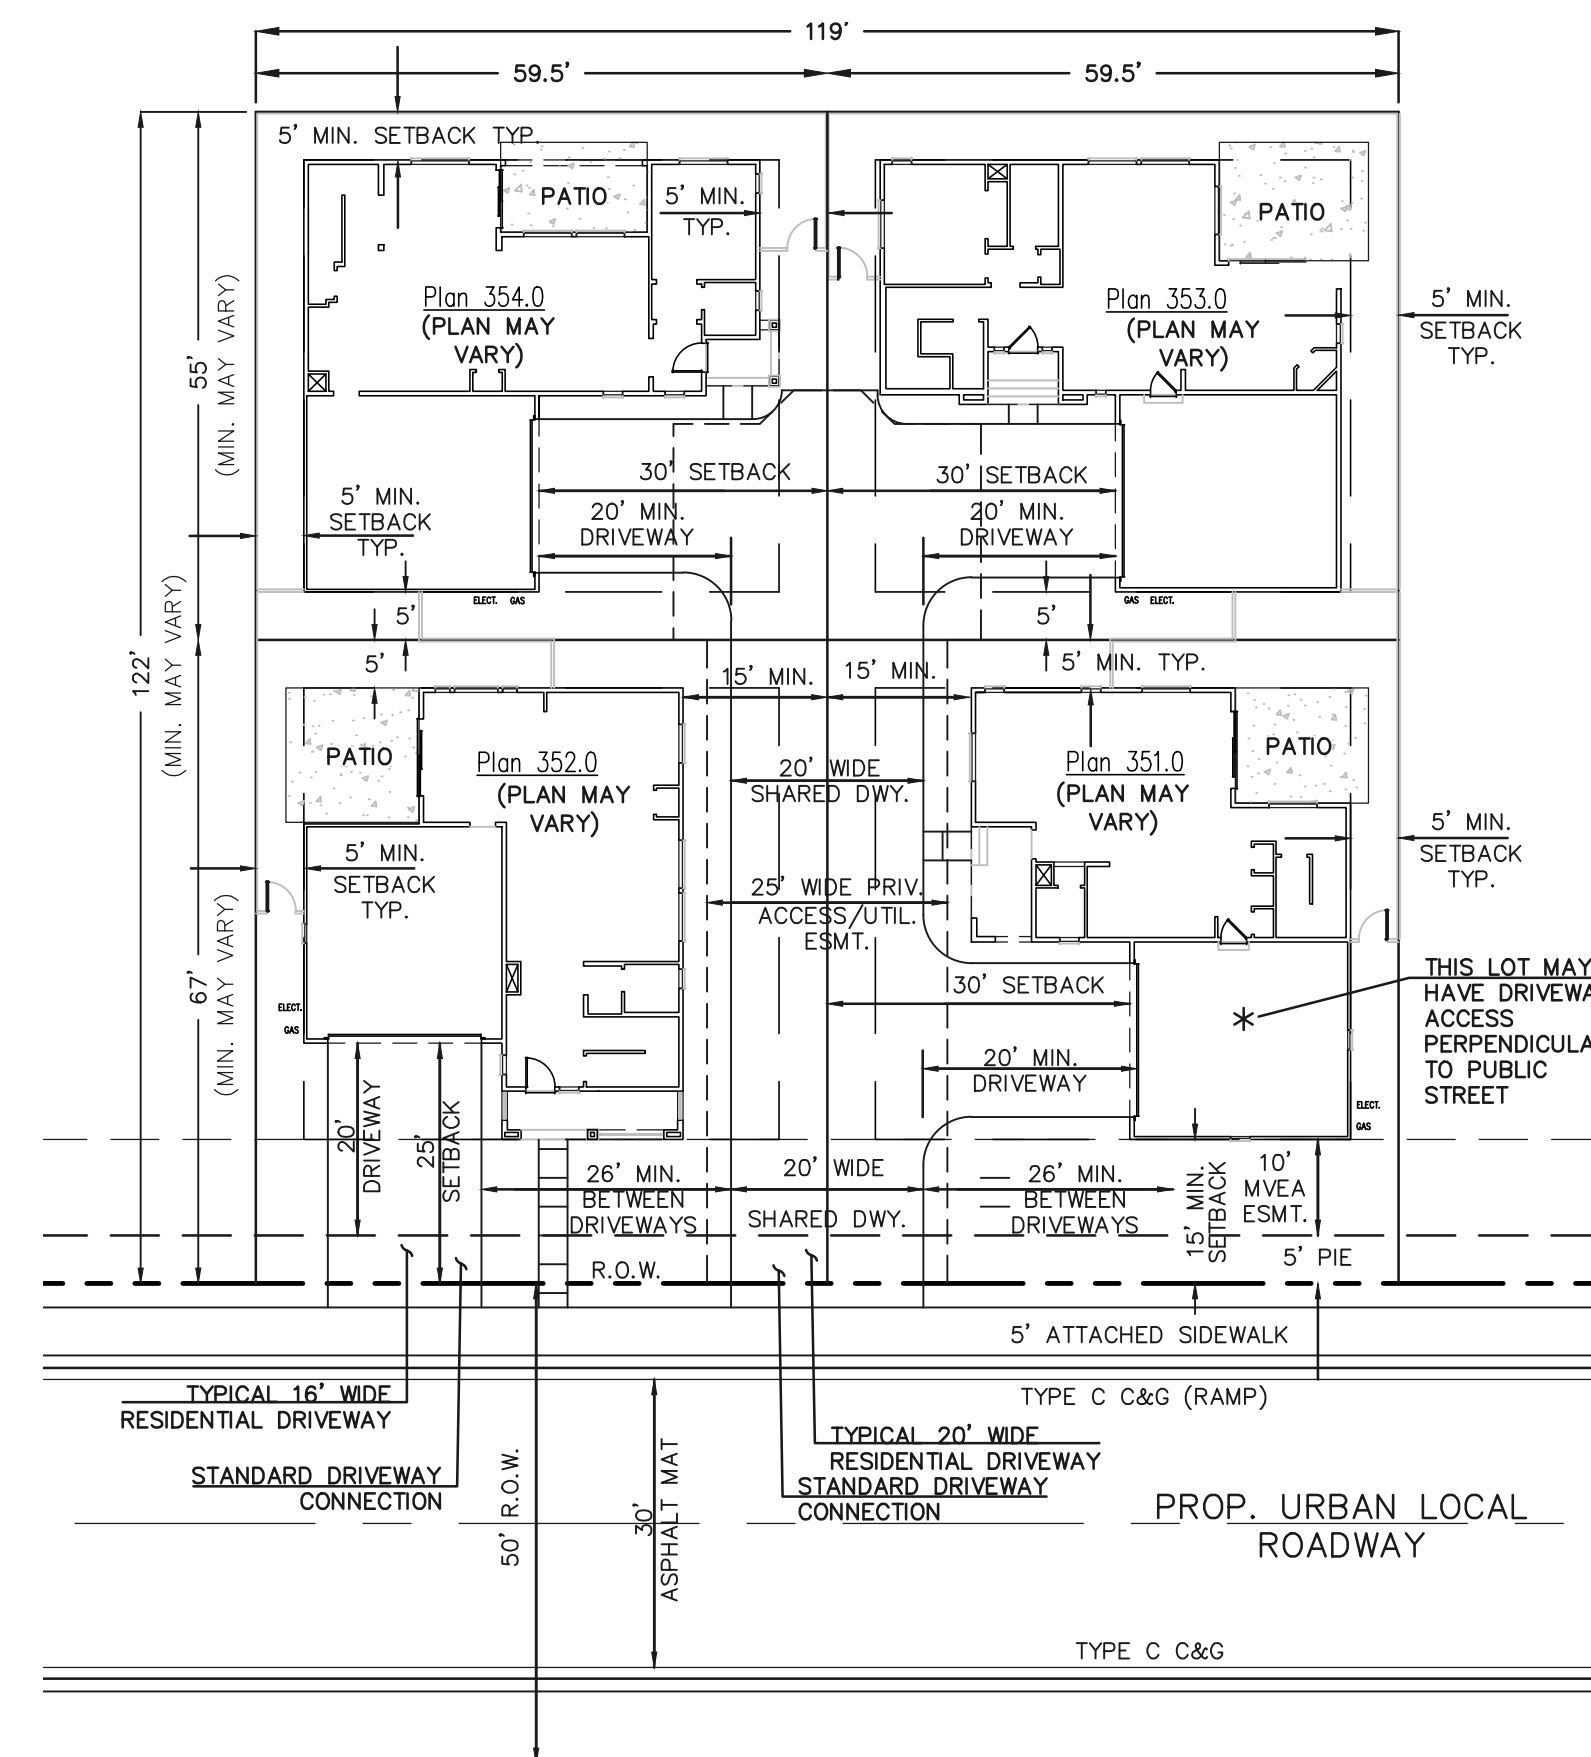 119'
59.5'
59.5'
5' MIN. SETBACK TYP.
PATIO
5' MIN.
TYP.
PATIO
Plan 354.0
(PLAN MAY
VARY)
Plan 353.0
(PLAN MAY
VARY)
5' MIN.
SETBACK
TYP.
55'
(MIN. MAY VARY)
30' SETBACK
30' SETBACK
5' MIN.
SETBACK
TYP.
20' MIN.
DRIVEWAY
20' MIN.
DRIVEWAY
ELECT. GAS
GAS ELECT.
5'
5'
122'
(MIN. MAY VARY)
5'
15' MIN.
15' MIN.
5' MIN. TYP.
PATIO
Plan 352.0
(PLAN MAY
VARY)
20' WIDE
SHARED DWY.
Plan 351.0
(PLAN MAY
VARY)
PATIO
5' MIN.
SETBACK
TYP.
5' MIN.
SETBACK
TYP.
25' WIDE PRIV.
ACCESS/UTIL.
ESMT.
67'
(MIN. MAY VARY)
ELECT.
GAS
30' SETBACK
THIS LOT MAY
HAVE DRIVEWA
ACCESS
PERPENDICULA
TO PUBLIC
STREET
20' MIN.
DRIVEWAY
ELECT.
GAS
20'
DRIVEWAY
25'
SETBACK
26' MIN.
BETWEEN
DRIVEWAYS
20' WIDE
SHARED DWY.
26' MIN.
BETWEEN
DRIVEWAYS
15' MIN.
SETBACK
10'
MVEA
ESMT.
5' PIE
R.O.W.
5' ATTACHED SIDEWALK
TYPICAL 16' WIDE
RESIDENTIAL DRIVEWAY
TYPE C C&G (RAMP)
TYPICAL 20' WIDE
RESIDENTIAL DRIVEWAY
STANDARD DRIVEWAY
CONNECTION
STANDARD DRIVEWAY
CONNECTION
50' R.O.W.
30'
ASPHALT MAT
PROP. URBAN LOCAL
ROADWAY
TYPE C C&G